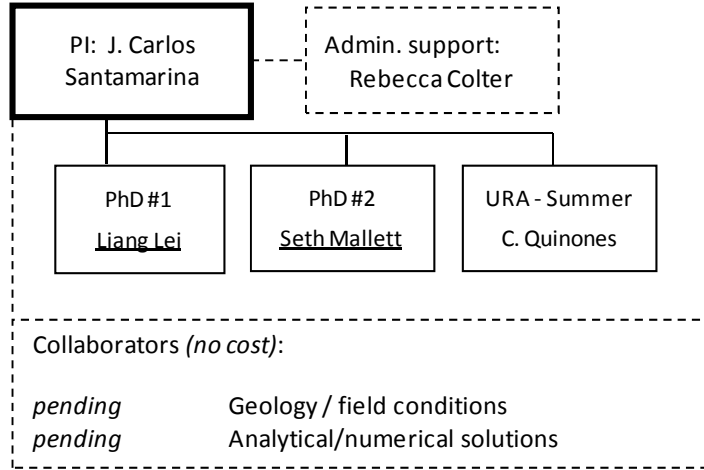 PI: J. Carlos
Santamarina
Admin. support:
Rebecca Colter
PhD #1
Liang Lei
PhD #2
Seth Mallett
URA - Summer
C. Quinones
Collaborators (no cost):
pending Geology / field conditions
pending Analytical/numerical solutions